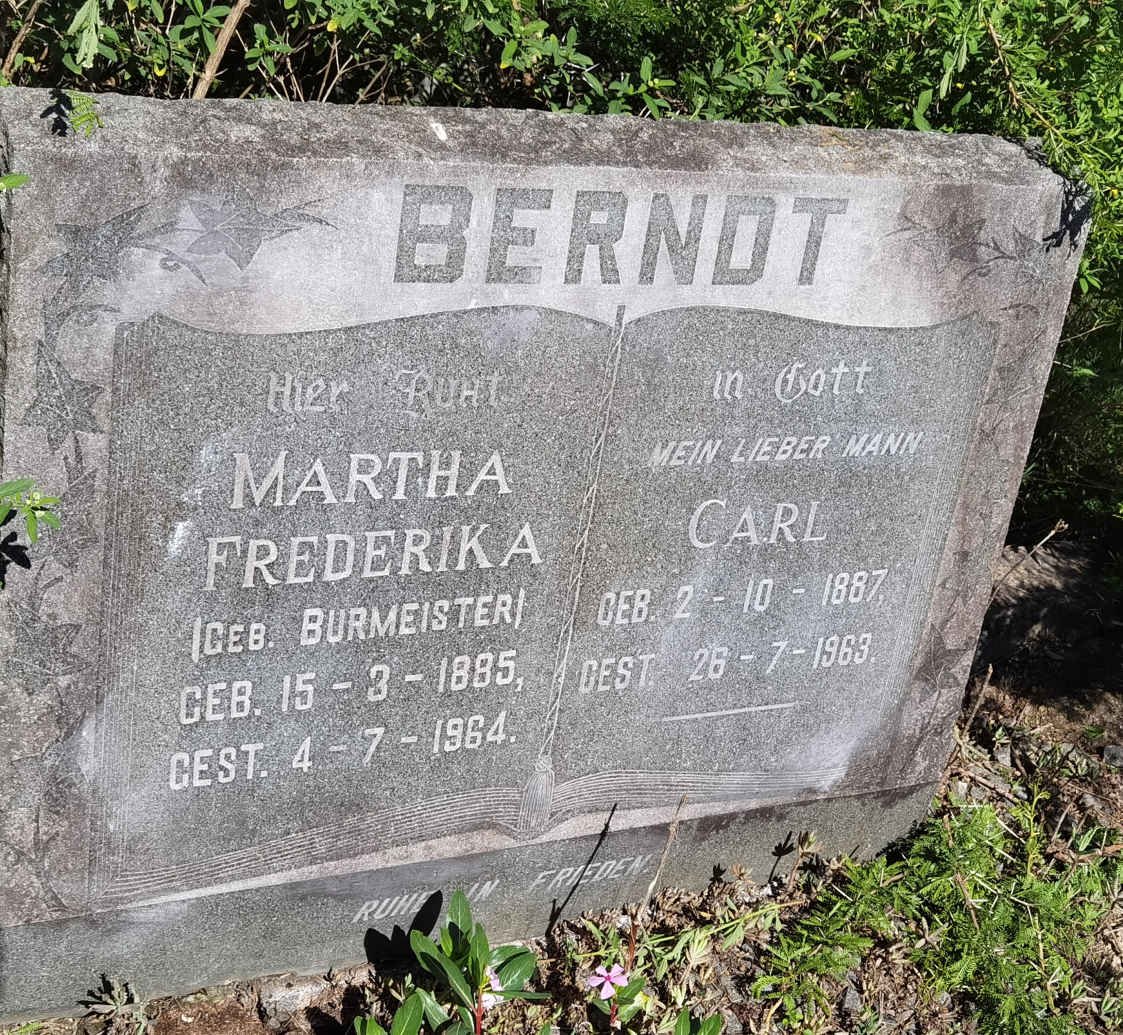 BERNDT
Hier Ruht in Gott
MARTHA
FREDERIKA
(GEB. BURMEISTER)
GEB. 15 - 3 - 1885,
GEST. 4 - 7 - 1964.
MEIN LIEBER MANN
CARL
GEB. 2 - 10 - 1887.
GEST. 26 - 7 - 1963.
RUHE IN FRIEDEN.